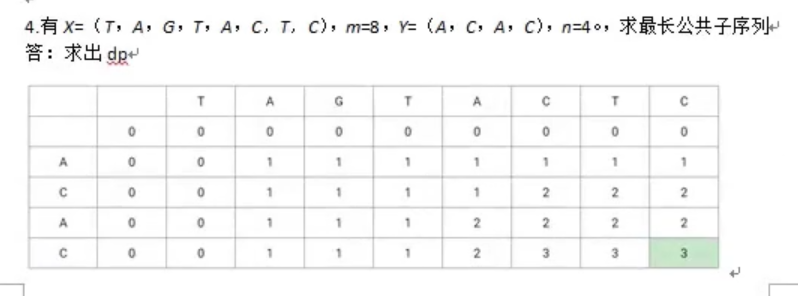 4.有 X=（T，A，G，T，A，C，T，C），m=8，Y=（A，C，A，C），n=4。，求最长公共子序列
答：求出 dp
T A G T A C T C
0 0 0 0 0 0 0 0 0
A 0 0 1 1 1 1 1 1 1
C 0 0 1 1 1 1 2 2 2
A 0 0 1 1 1 2 2 2 2
C 0 0 1 1 1 2 3 3 3